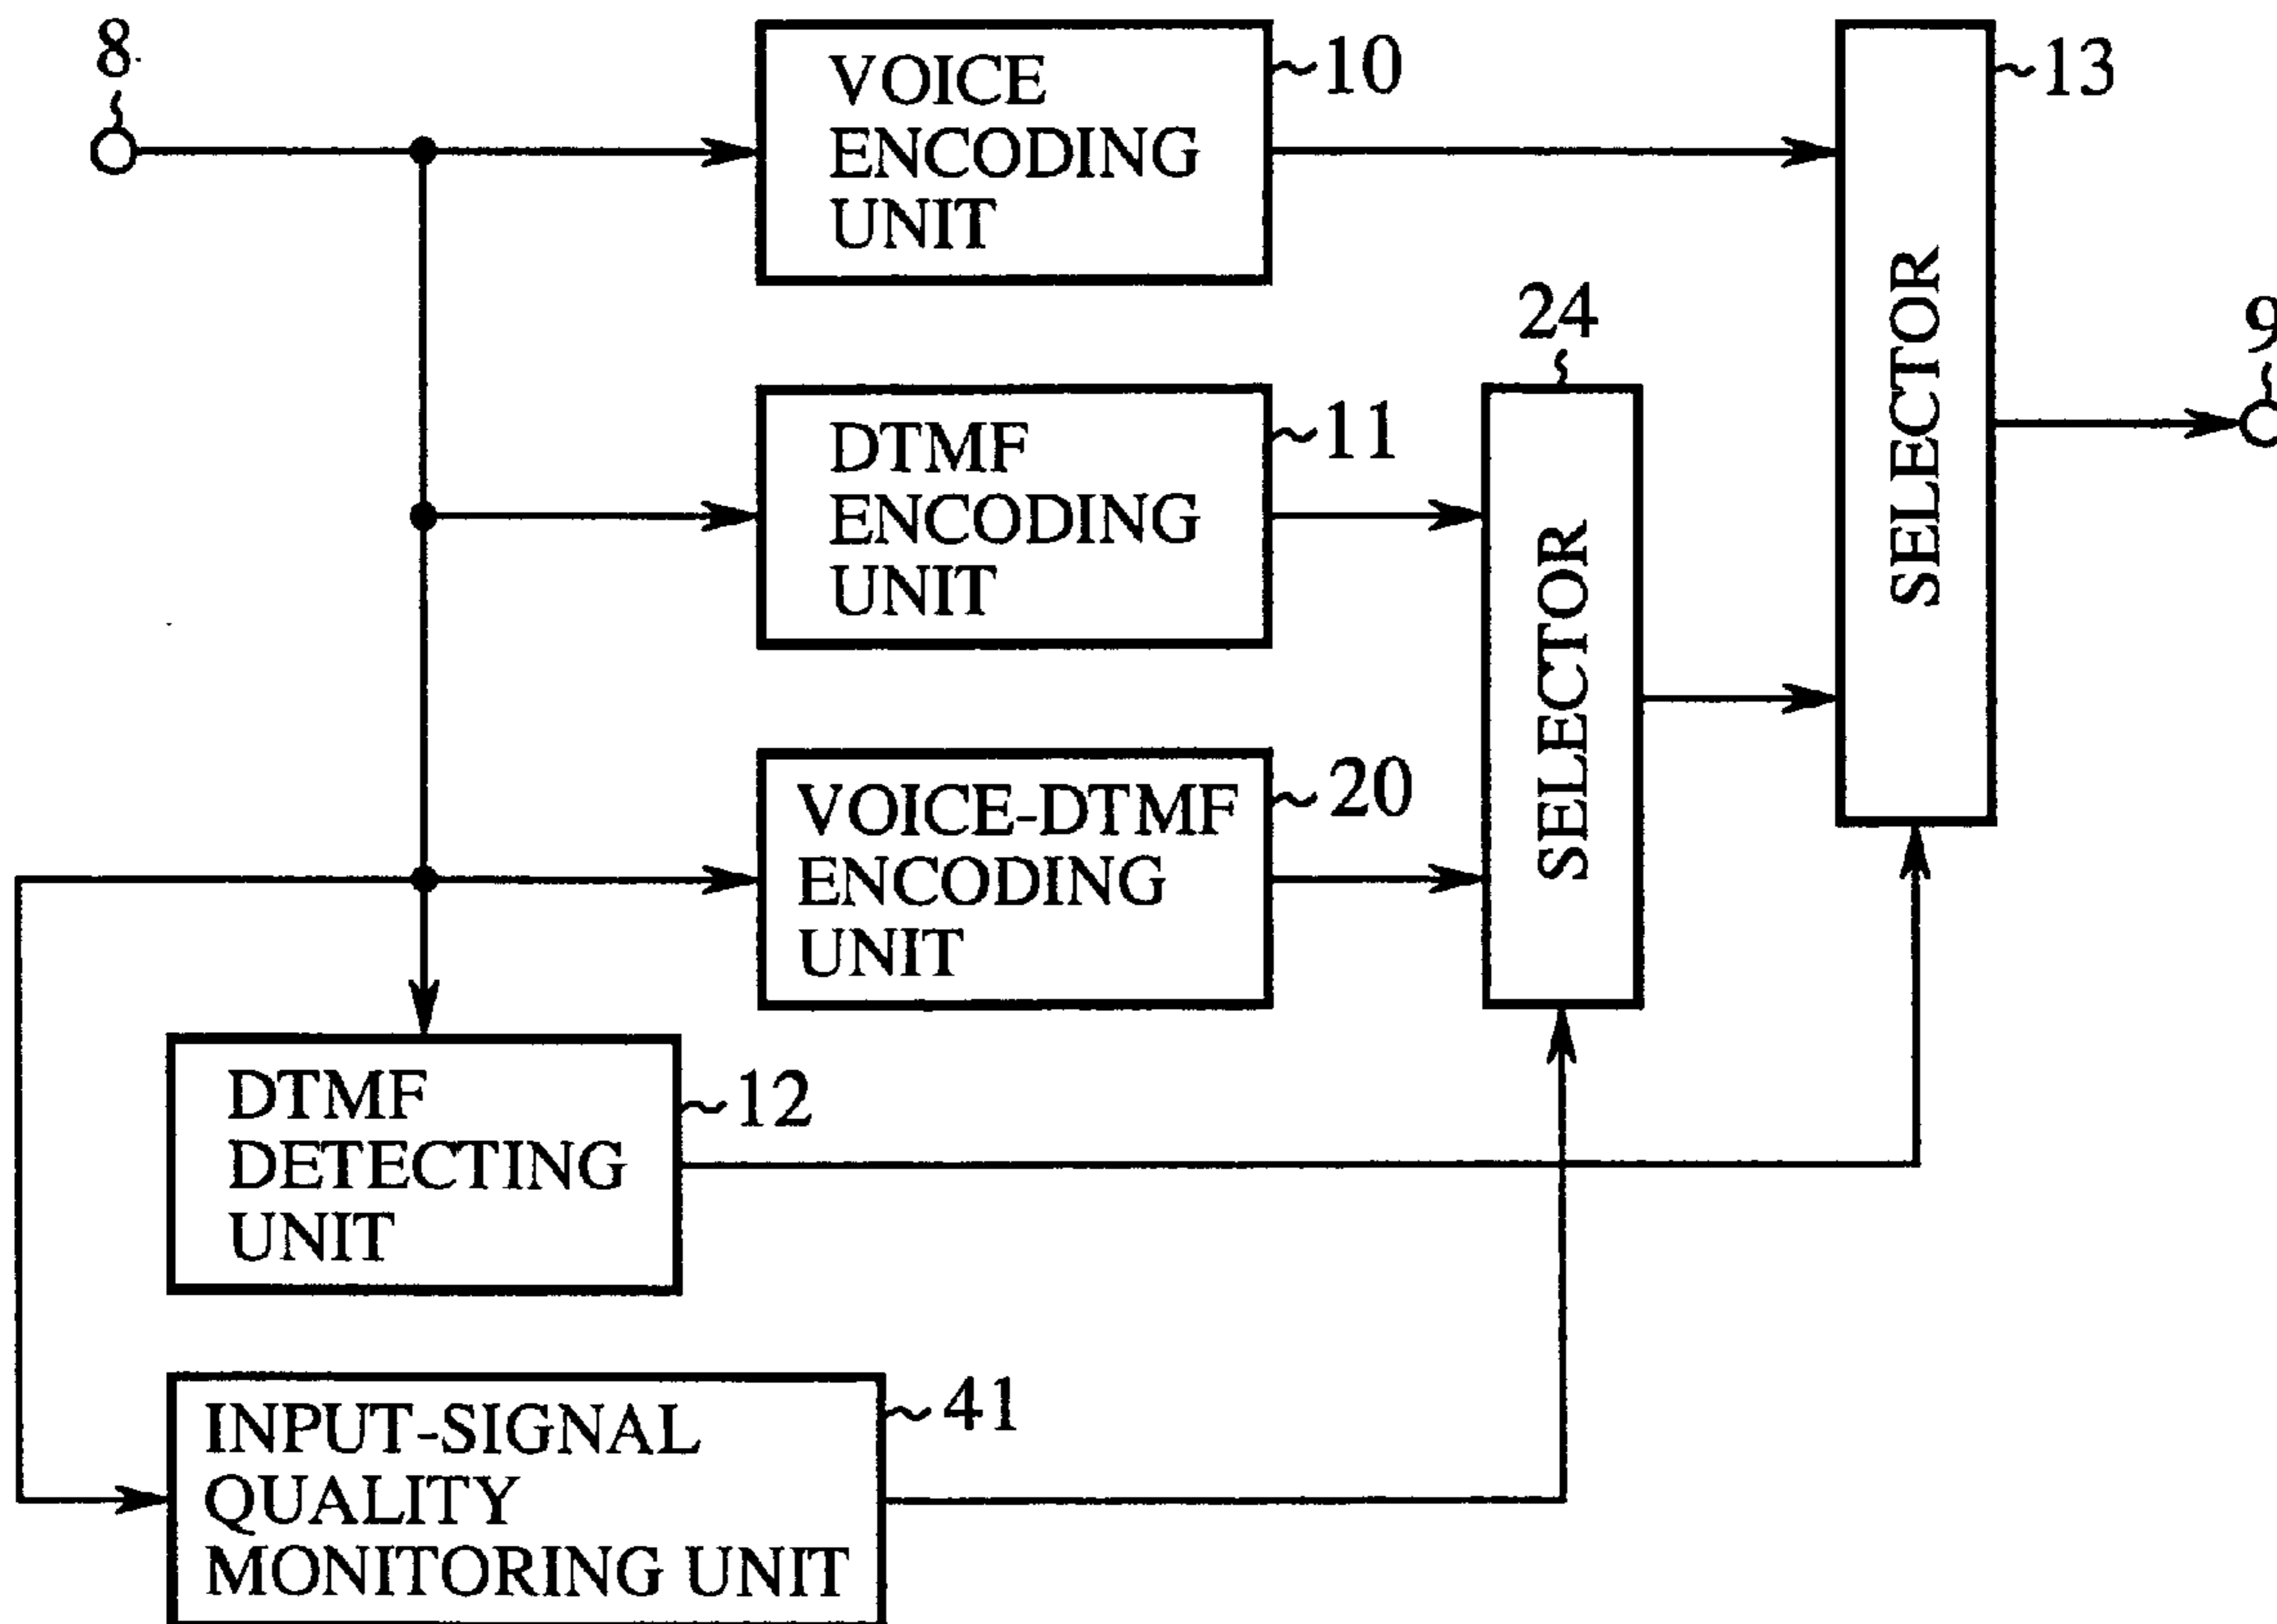 8
VOICE
ENCODING
UNIT
10
13
SELECTOR
9
24
SELECTOR
DTMF
ENCODING
UNIT
11
VOICE-DTMF
ENCODING
UNIT
20
DTMF
DETECTING
UNIT
12
INPUT-SIGNAL
QUALITY
MONITORING UNIT
41